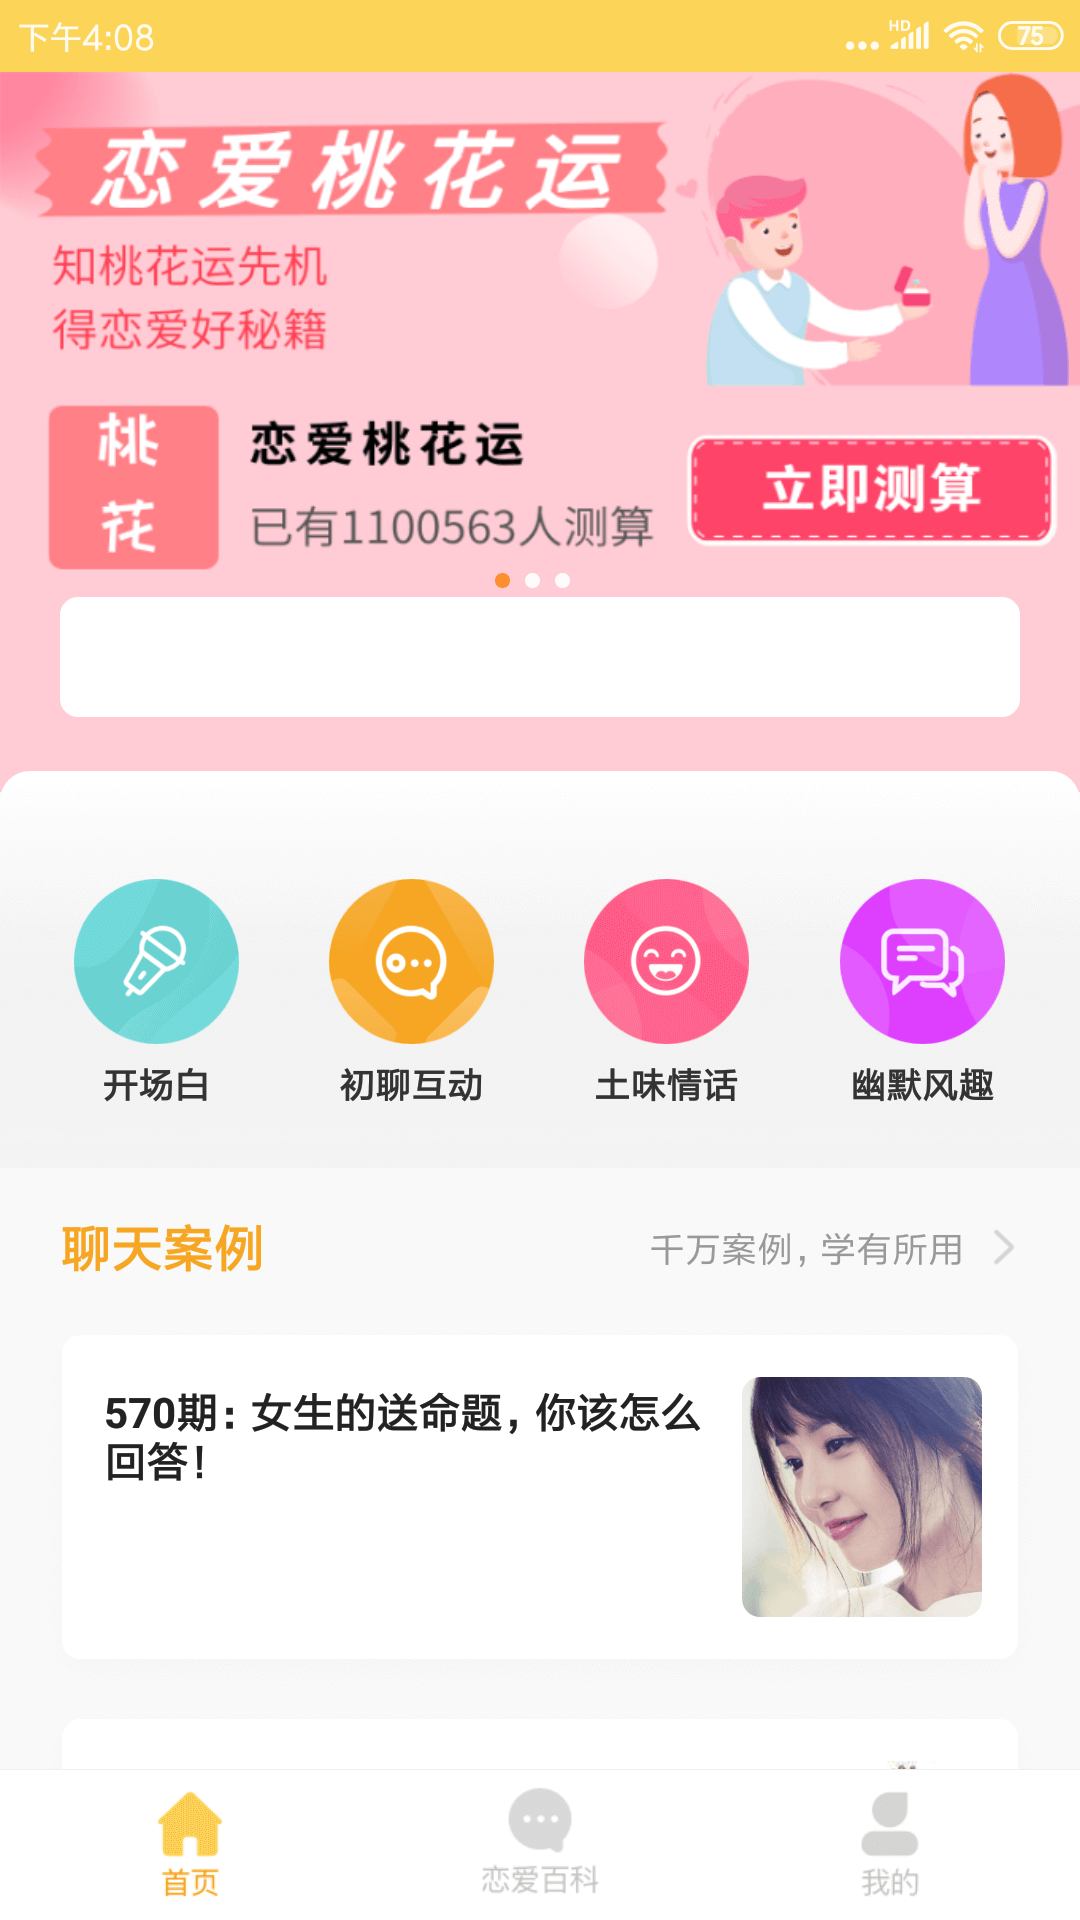 下午4:08
HD
75
恋爱桃花运
知桃花运先机
得恋爱好秘籍
桃花
恋爱桃花运
已有1100563人测算
立即测算
开场白
初聊互动
土味情话
幽默风趣
聊天案例
千万案例，学有所用
570期：女生的送命题，你该怎么
回答！
首页
恋爱百科
我的